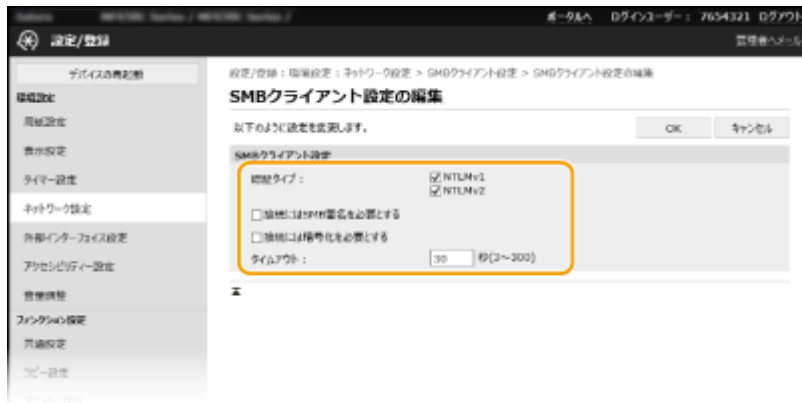 ポータルへ ログインユーザー： 7654321 ログアウト
設定/登録
管理者へメール
デバイスの再起動
設定/登録：環境設定：ネットワーク設定 > SMBクライアント設定 > SMBクライアント設定の編集
環境設定
SMBクライアント設定の編集
用紙設定
以下のように設定を変更します。
OK
キャンセル
表示設定
SMBクライアント設定
タイマー設定
認証タイプ：
NTLMv1
NTLMv2
ネットワーク設定
接続にはSMB署名を必要とする
外部インターフェイス設定
接続には暗号化を必要とする
アクセシビリティー設定
タイムアウト：
30
秒(3～300)
音量調整
ファンクション設定
共通設定
コピー設定